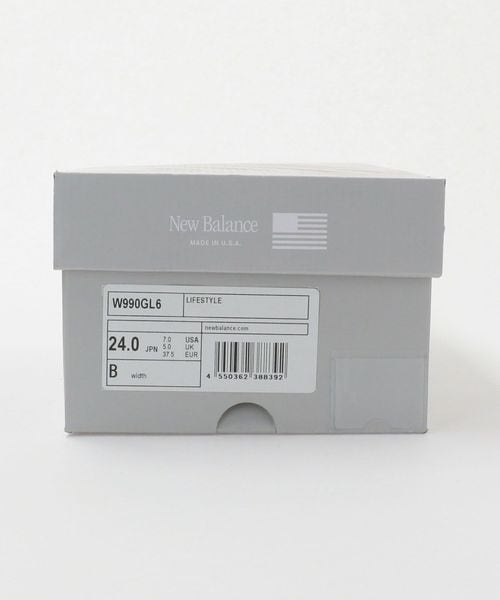 New Balance
MADE IN U.S.A.
W990GL6 LIFESTYLE
newbalance.com
24.0 JPN 7.0 USA
5.0 UK
37.5 EUR
B width
4 550362 388392